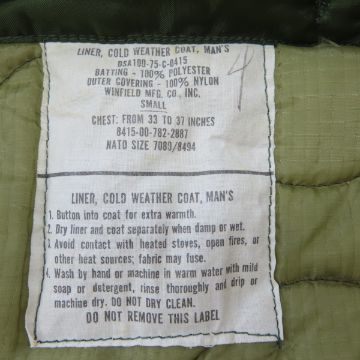 LINER, COLD WEATHER COAT, MAN'S
DSA100-75-C-0415
BATTING - 100% POLYESTER
OUTER COVERING - 100% NYLON
WINFIELD MFG. CO., INC.
SMALL
4
CHEST: FROM 33 TO 37 INCHES
8415-00-782-2887
NATO SIZE 7080/8494
LINER, COLD WEATHER COAT, MAN'S
1. Button into coat for extra warmth.
2. Dry liner and coat separately when damp or wet.
3. Avoid contact with heated stoves, open fires, or
other heat sources; fabric may fuse.
4. Wash by hand or machine in warm water with mild
soap or detergent, rinse thoroughly and drip or
machine dry. DO NOT DRY CLEAN.
DO NOT REMOVE THIS LABEL